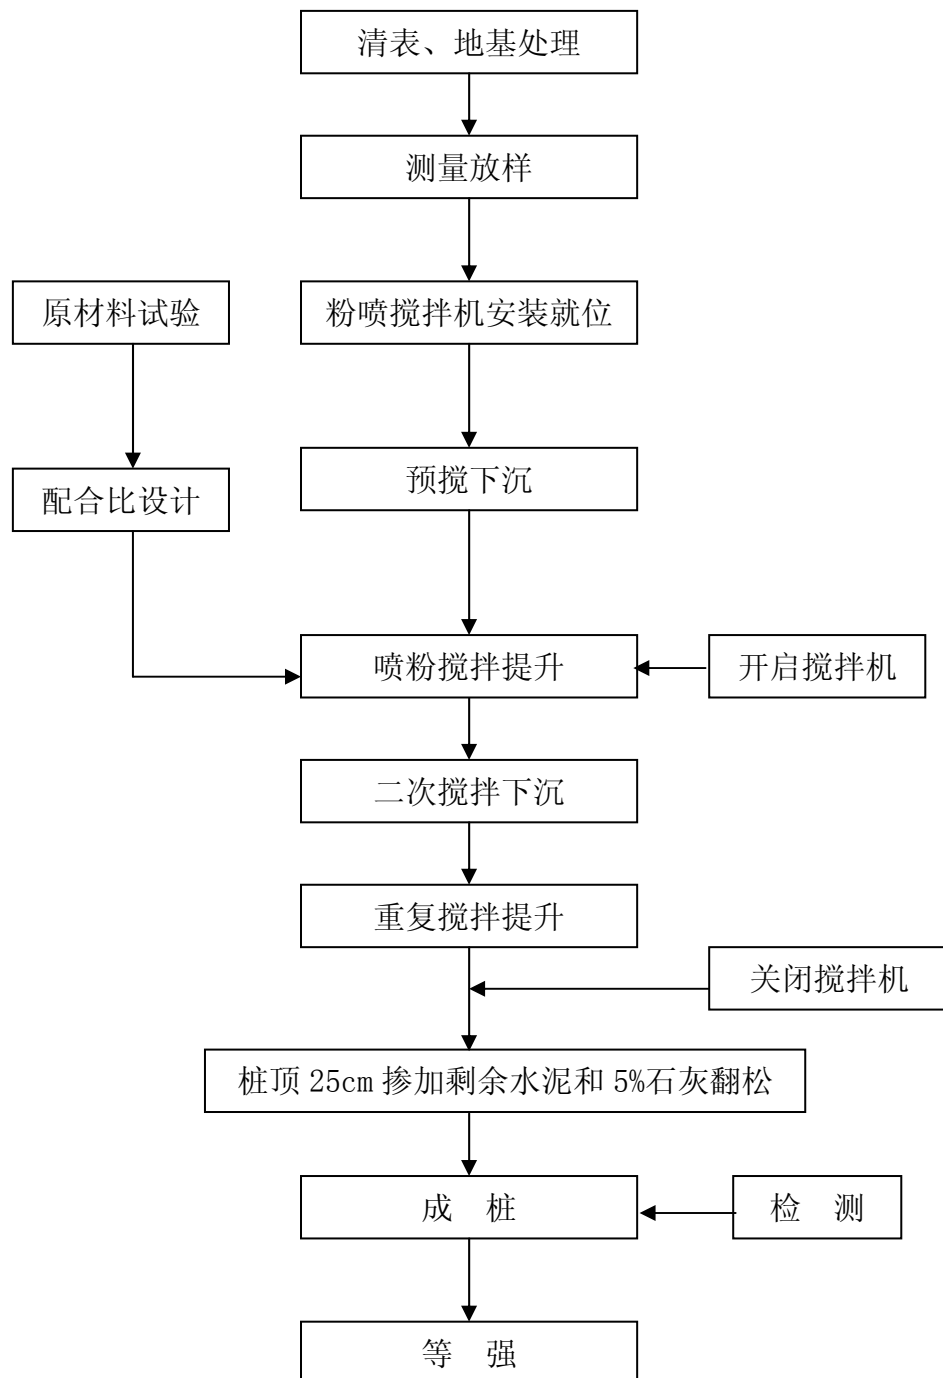 清表、地基处理
测量放样
原材料试验
粉喷搅拌机安装就位
预搅下沉
配合比设计
喷粉搅拌提升
开启搅拌机
二次搅拌下沉
重复搅拌提升
关闭搅拌机
桩顶 25cm 掺加剩余水泥和 5%石灰翻松
成　桩
检　测
等　强